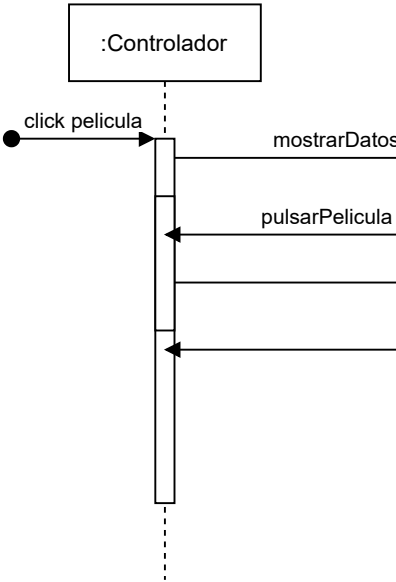 :Controlador
click pelicula
mostrarDatos
pulsarPelicula